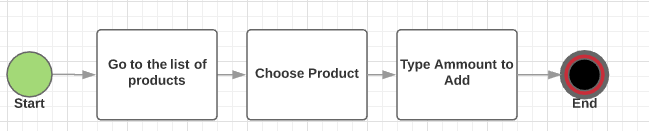 Go to the list of
products
Choose Product
Type Ammount to
Add
Start
End